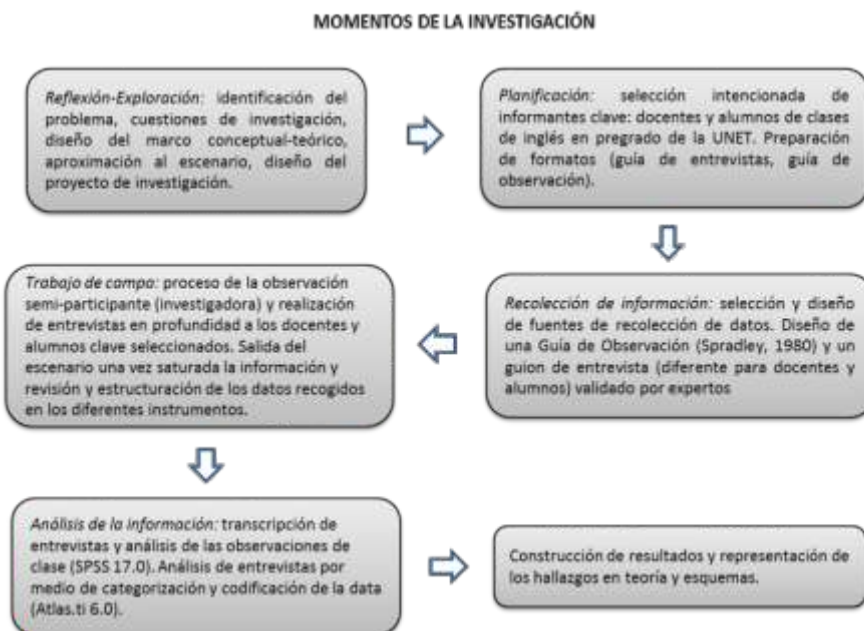 MOMENTOS DE LA INVESTIGACIÓN
Reflexión-Exploración: identificación del
problema, cuestiones de investigación,
diseño del marco conceptual-teórico,
aproximación al escenario, diseño del
proyecto de investigación.
Planificación: selección intencionada de
informantes clave: docentes y alumnos de clases
de inglés en pregrado de la UNET. Preparación
de formatos (guía de entrevistas, guía de
observación).
Recolección de información: selección y diseño
de fuentes de recolección de datos. Diseño de
una Guía de Observación (Spradley, 1980) y un
guion de entrevista (diferente para docentes y
alumnos) validado por expertos
Trabajo de campo: proceso de la observación
semi-participante (investigadora) y realización
de entrevistas en profundidad a los docentes y
alumnos clave seleccionados. Salida del
escenario una vez saturada la información y
revisión y estructuración de los datos recogidos
en los diferentes instrumentos.
Análisis de la información: transcripción de
entrevistas y análisis de las observaciones de
clase (SPSS 17.0). Análisis de entrevistas por
medio de categorización y codificación de la data
(Atlas.ti 6.0).
Construcción de resultados y representación de
los hallazgos en teoría y esquemas.